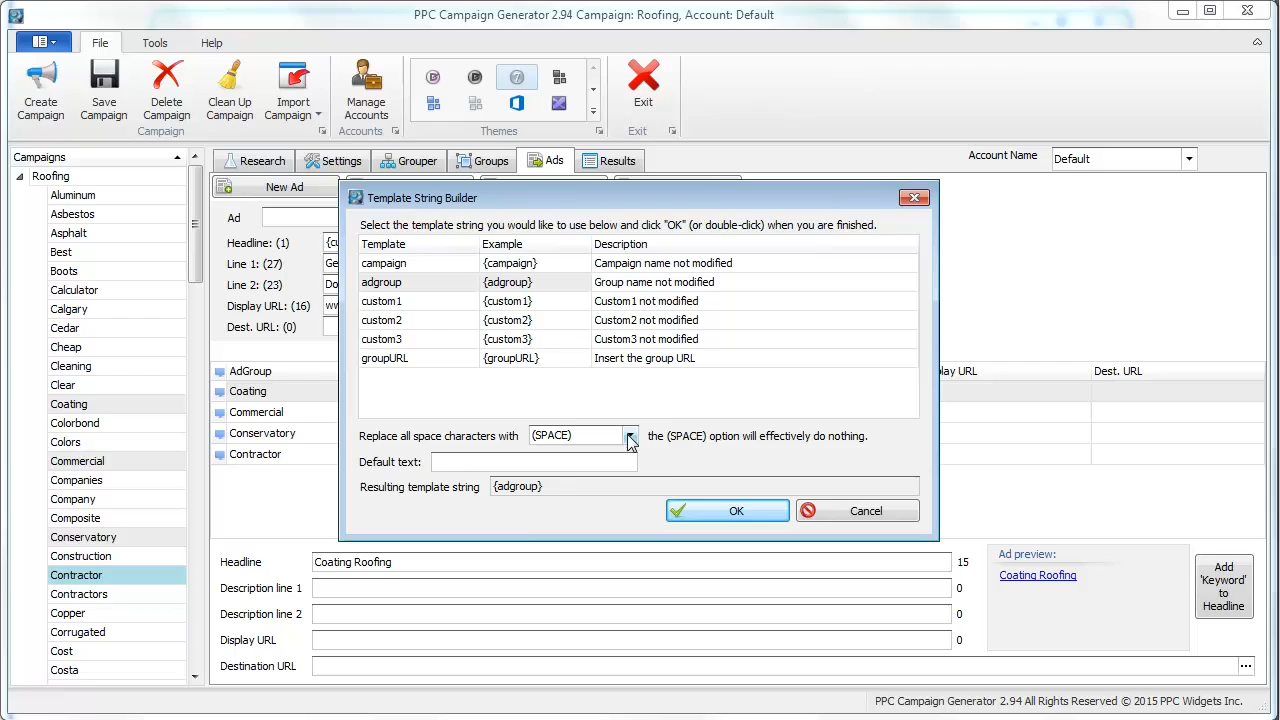 PPC Campaign Generator 2.94 Campaign: Roofing, Account: Default
File
Tools
Help
Create Campaign
Save Campaign
Delete Campaign
Clean Up Campaign
Import Campaign
Manage Accounts
Exit
Campaign
Accounts
Themes
Exit
Campaigns
Roofing
Aluminum
Asbestos
Asphalt
Best
Boots
Calculator
Calgary
Cedar
Cheap
Cleaning
Clear
Coating
Colorbond
Colors
Commercial
Companies
Company
Composite
Conservatory
Construction
Contractor
Contractors
Copper
Corrugated
Cost
Costa
Research
Settings
Grouper
Groups
Ads
Results
Account Name
Default
New Ad
Ad
Headline: (1)
{cu
Line 1: (27)
Ge
Line 2: (23)
Do
Display URL: (16)
ww
Dest. URL: (0)
AdGroup
lay URL
Dest. URL
Coating
Commercial
Conservatory
Contractor
Template String Builder
Select the template string you would like to use below and click "OK" (or double-click) when you are finished.
Template Example Description
campaign {campaign} Campaign name not modified
adgroup {adgroup} Group name not modified
custom1 {custom1} Custom1 not modified
custom2 {custom2} Custom2 not modified
custom3 {custom3} Custom3 not modified
groupURL {groupURL} Insert the group URL
Replace all space characters with (SPACE) the (SPACE) option will effectively do nothing.
Default text:
Resulting template string {adgroup}
OK
Cancel
Headline Coating Roofing 15
Description line 1 0
Description line 2 0
Display URL 0
Destination URL ...
Ad preview:
Coating Roofing
Add
'Keyword'
to
Headline
PPC Campaign Generator 2.94 All Rights Reserved © 2015 PPC Widgets Inc.